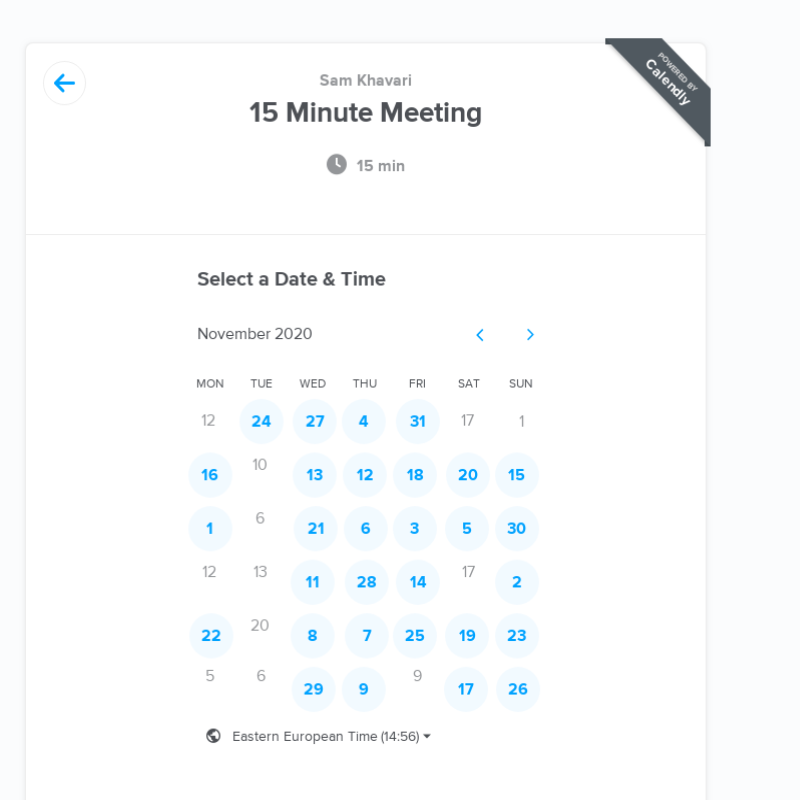 POWERED BY
Calendly
Sam Khavari
15 Minute Meeting
15 min
Select a Date & Time
November 2020
MON TUE WED THU FRI SAT SUN
12 24 27 4 31 17 1
16 10 13 12 18 20 15
1 6 21 6 3 5 30
12 13 11 28 14 17 2
22 20 8 7 25 19 23
5 6 29 9 9 17 26
Eastern European Time (14:56)